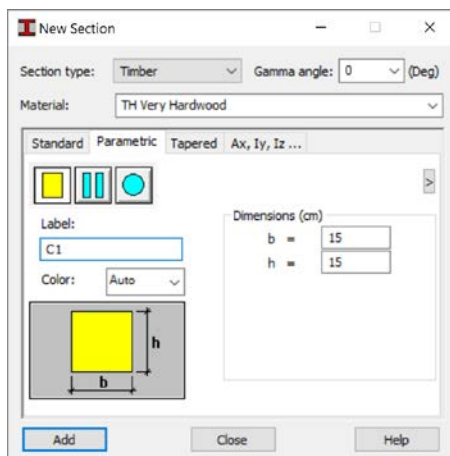 New Section
Section type: Timber Gamma angle: 0 (Deg)
Material: TH Very Hardwood
Standard Parametric Tapered Ax, Iy, Iz ...
>
Label:
C1
Color: Auto
Dimensions (cm)
b = 15
h = 15
h
b
Add Close Help